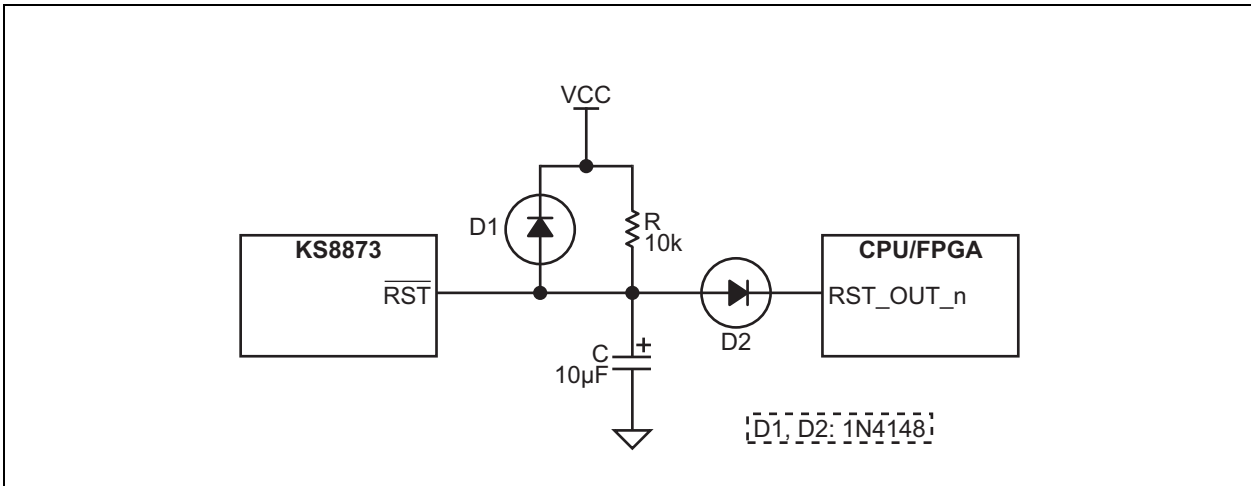 VCC
D1
R
10k
KS8873
RST
CPU/FPGA
RST_OUT_n
D2
C
+
10µF
D1, D2: 1N4148